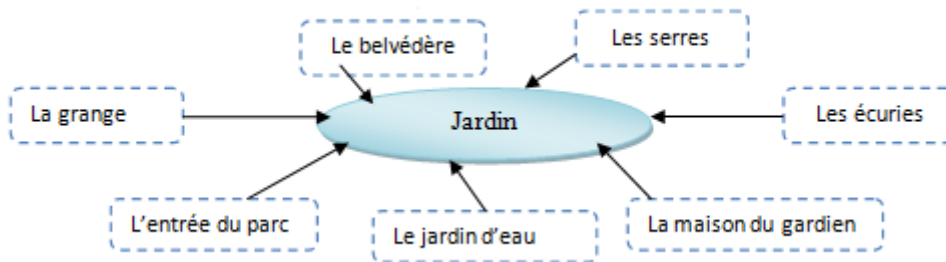 Le belvédère
Les serres
La grange
Jardin
Les écuries
L'entrée du parc
Le jardin d'eau
La maison du gardien